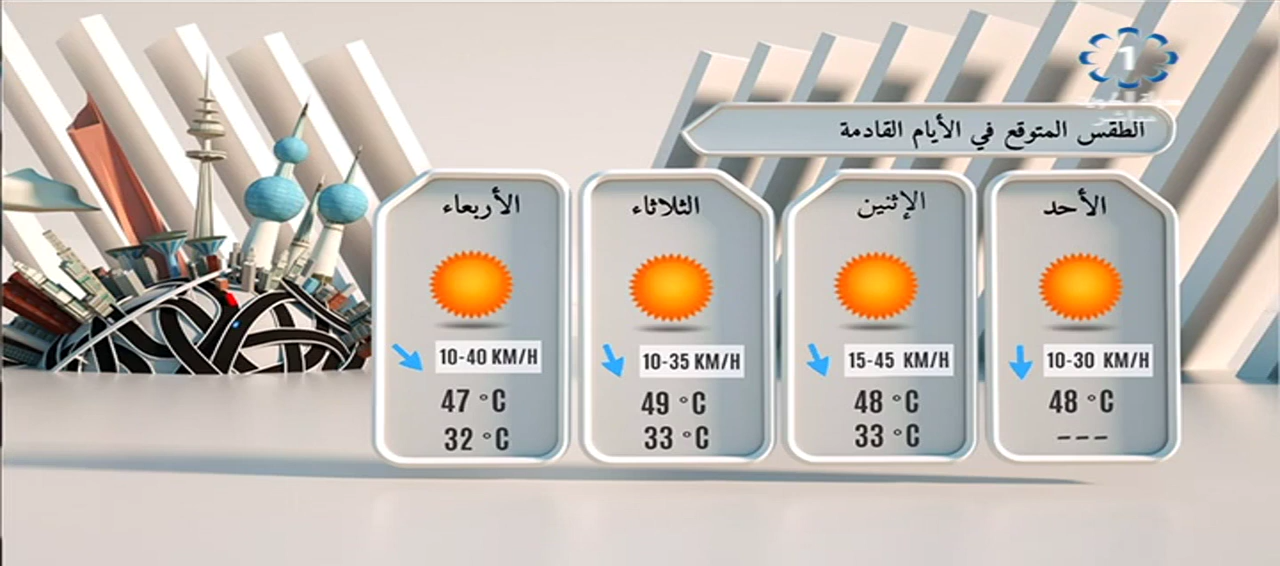 1
الطقس المتوقع في الأيام القادمة
الأحد
10-30 KM/H
48 °C
---
الإثنين
15-45 KM/H
48 °C
33 °C
الثلاثاء
10-35 KM/H
49 °C
33 °C
الأربعاء
10-40 KM/H
47 °C
32 °C